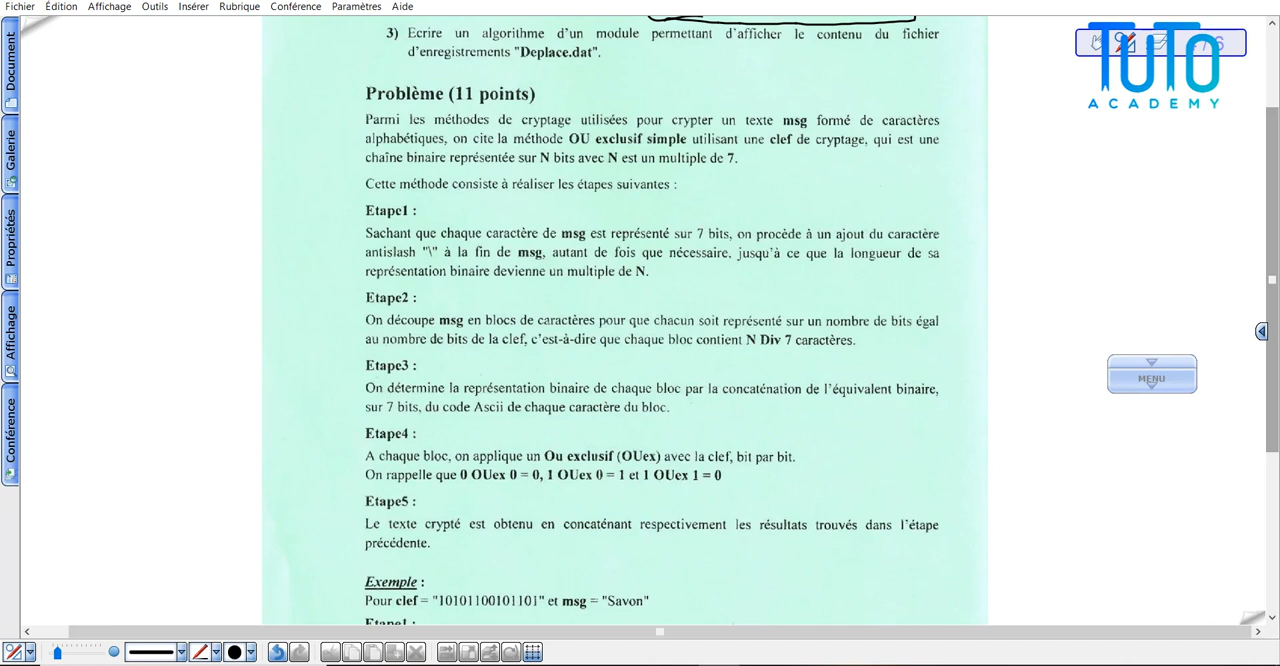 Fichier Édition Affichage Outils Insérer Rubrique Conférence Paramètres Aide
Document
Galerie
Propriétés
Affichage
Conférence
TUTO
ACADEMY
MENU
3) Ecrire un algorithme d'un module permettant d'afficher le contenu du fichier
d'enregistrements "Deplace.dat".
Problème (11 points)
Parmi les méthodes de cryptage utilisées pour crypter un texte msg formé de caractères
alphabétiques, on cite la méthode OU exclusif simple utilisant une clef de cryptage, qui est une
chaîne binaire représentée sur N bits avec N est un multiple de 7.
Cette méthode consiste à réaliser les étapes suivantes :
Etape1 :
Sachant que chaque caractère de msg est représenté sur 7 bits, on procède à un ajout du caractère
antislash "\" à la fin de msg, autant de fois que nécessaire, jusqu'à ce que la longueur de sa
représentation binaire devienne un multiple de N.
Etape2 :
On découpe msg en blocs de caractères pour que chacun soit représenté sur un nombre de bits égal
au nombre de bits de la clef, c'est-à-dire que chaque bloc contient N Div 7 caractères.
Etape3 :
On détermine la représentation binaire de chaque bloc par la concaténation de l'équivalent binaire,
sur 7 bits, du code Ascii de chaque caractère du bloc.
Etape4 :
A chaque bloc, on applique un Ou exclusif (OUex) avec la clef, bit par bit.
On rappelle que 0 OUex 0 = 0, 1 OUex 0 = 1 et 1 OUex 1 = 0
Etape5 :
Le texte crypté est obtenu en concaténant respectivement les résultats trouvés dans l'étape
précédente.
Exemple :
Pour clef = "10101100101101" et msg = "Savon"
Etape1 :